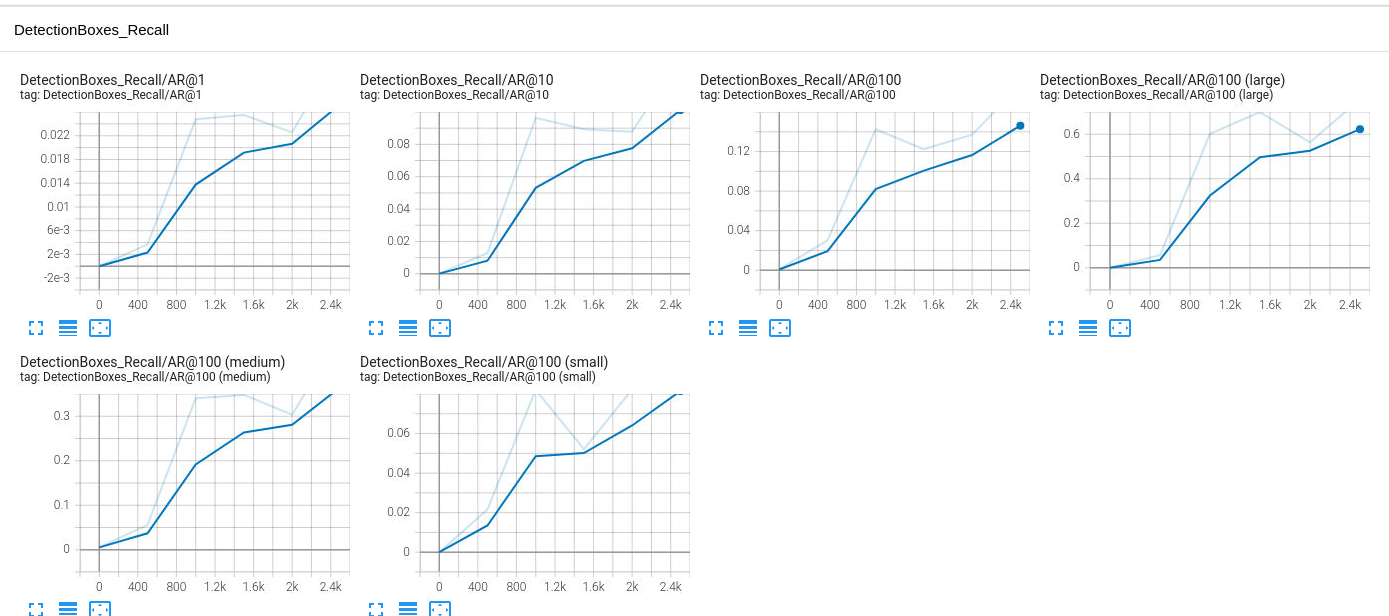 DetectionBoxes_Recall
DetectionBoxes_Recall/AR@1
tag: DetectionBoxes_Recall/AR@1
0.022
0.018
0.014
0.01
6e-3
2e-3
-2e-3
0 400 800 1.2k 1.6k 2k 2.4k
DetectionBoxes_Recall/AR@10
tag: DetectionBoxes_Recall/AR@10
0.08
0.06
0.04
0.02
0
0 400 800 1.2k 1.6k 2k 2.4k
DetectionBoxes_Recall/AR@100
tag: DetectionBoxes_Recall/AR@100
0.12
0.08
0.04
0
0 400 800 1.2k 1.6k 2k 2.4k
DetectionBoxes_Recall/AR@100 (large)
tag: DetectionBoxes_Recall/AR@100 (large)
0.6
0.4
0.2
0
0 400 800 1.2k 1.6k 2k 2.4k
DetectionBoxes_Recall/AR@100 (medium)
tag: DetectionBoxes_Recall/AR@100 (medium)
0.3
0.2
0.1
0
0 400 800 1.2k 1.6k 2k 2.4k
DetectionBoxes_Recall/AR@100 (small)
tag: DetectionBoxes_Recall/AR@100 (small)
0.06
0.04
0.02
0
0 400 800 1.2k 1.6k 2k 2.4k